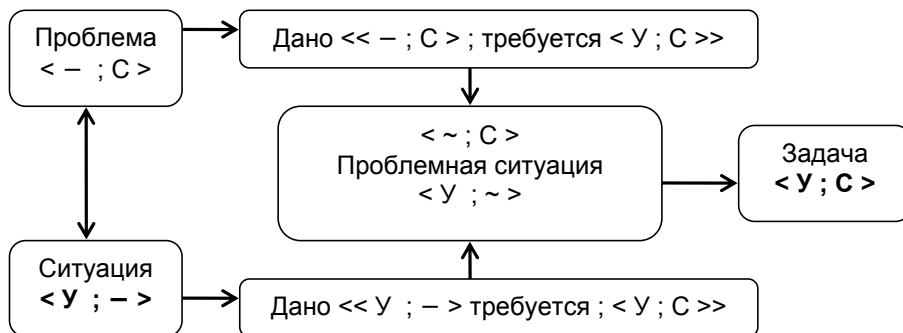 Проблема
< – ; С >
Дано << – ; С > ; требуется < У ; С >>
< ~ ; С >
Проблемная ситуация
< У ; ~ >
Задача
< У ; С >
Ситуация
< У ; – >
Дано << У ; – > требуется ; < У ; С >>